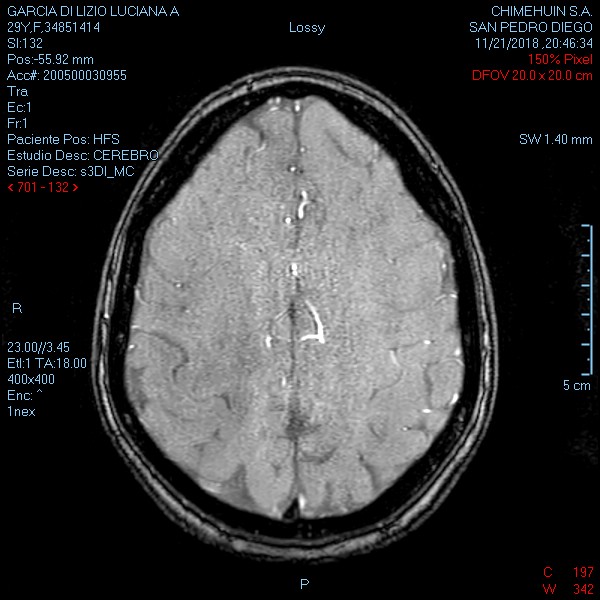 GARCIA DI LIZIO LUCIANA A
29Y,F,34851414
Sl:132
Pos:-55.92 mm
Acc#: 200500030955
Tra
Ec:1
Fr:1
Paciente Pos: HFS
Estudio Desc: CEREBRO
Serie Desc: s3DI_MC
< 701 - 132 >
Lossy
CHIMEHUIN S.A.
SAN PEDRO DIEGO
11/21/2018 ,20:46:34
150% Pixel
DFOV 20.0 x 20.0 cm
SW 1.40 mm
R
23.00//3.45
Etl:1 TA:18.00
400x400
Enc: ^
1nex
5 cm
P
C 197
W 342